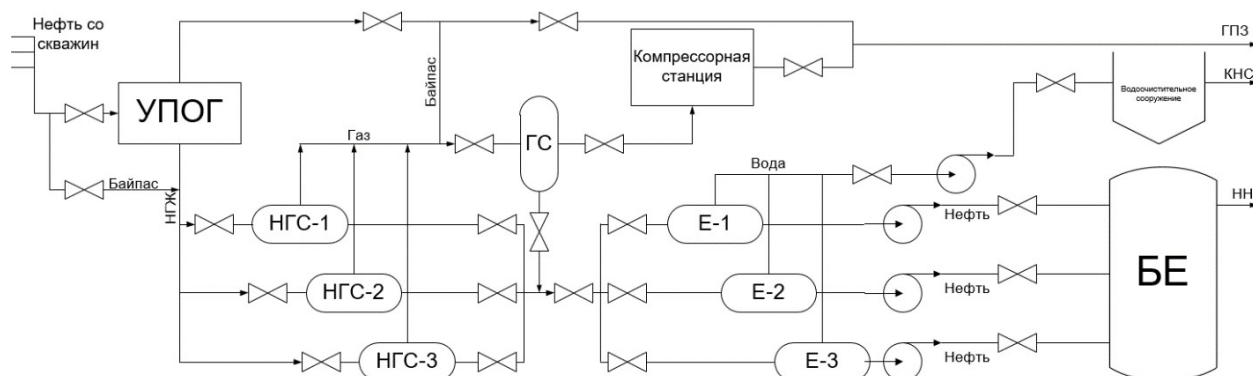 Нефть со
скважин
УПОГ
Байпас
НГЖ
Газ
Байпас
ГС
Компрессорная
станция
ГПЗ
КНС
Водоочистительное
сооружение
НГС-1
НГС-2
НГС-3
Вода
Е-1
Е-2
Е-3
Нефть
Нефть
Нефть
БЕ
НН